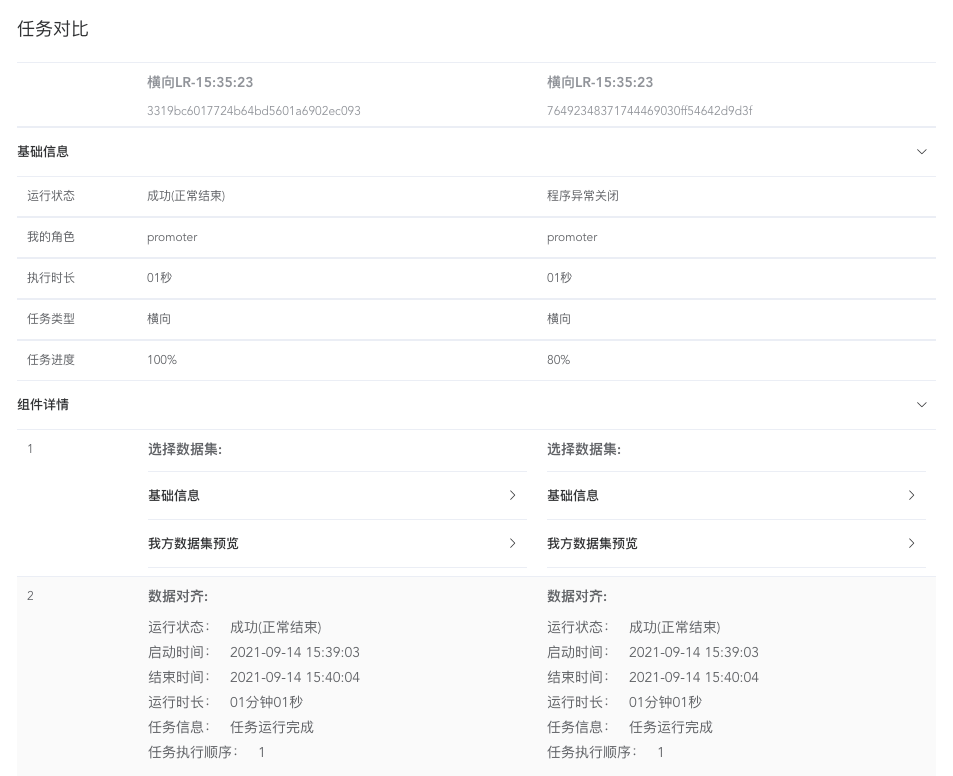 任务对比
横向LR-15:35:23 横向LR-15:35:23
3319bc6017724b64bd5601a6902ec093 76492348371744469030ff54642d9d3f
基础信息
运行状态 成功(正常结束) 程序异常关闭
我的角色 promoter promoter
执行时长 01秒 01秒
任务类型 横向 横向
任务进度 100% 80%
组件详情
1 选择数据集: 选择数据集:
基础信息 基础信息
我方数据集预览 我方数据集预览
2 数据对齐: 数据对齐:
运行状态： 成功(正常结束) 运行状态： 成功(正常结束)
启动时间： 2021-09-14 15:39:03 启动时间： 2021-09-14 15:39:03
结束时间： 2021-09-14 15:40:04 结束时间： 2021-09-14 15:40:04
运行时长： 01分钟01秒 运行时长： 01分钟01秒
任务信息： 任务运行完成 任务信息： 任务运行完成
任务执行顺序： 1 任务执行顺序： 1